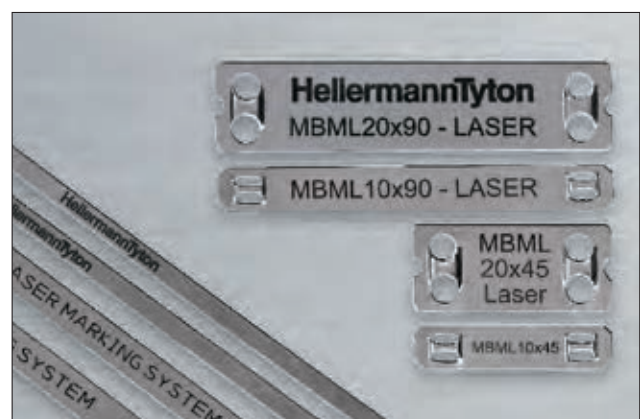 HellermannTyton
MBML20x90 - LASER
MBML10x90 - LASER
MBML
20x45
Laser
MBML10x45
HellermannTyton
HellermannTyton
LASER MARKING SYSTEM
SYSTEM